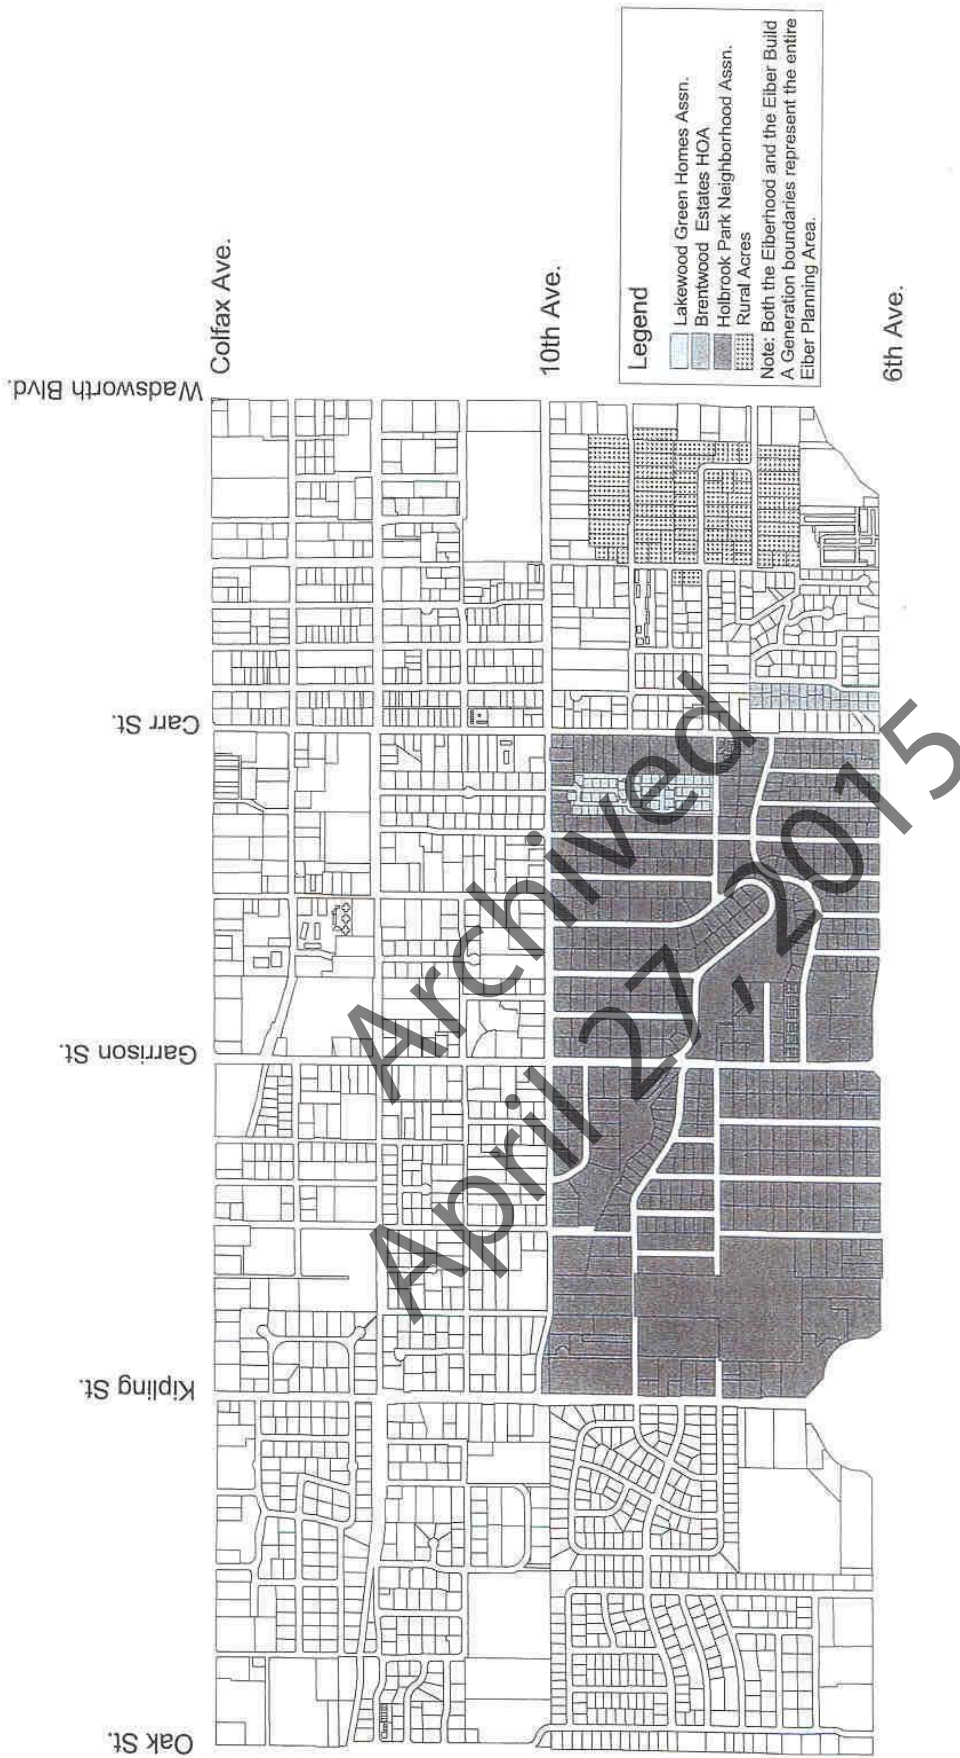 Wadsworth Blvd.
Carr St.
Garrison St.
Kipling St.
Oak St.
Colfax Ave.
10th Ave.
6th Ave.
Legend
Lakewood Green Homes Assn.
Brentwood Estates HOA
Holbrook Park Neighborhood Assn.
Rural Acres
Note: Both the Eiberhood and the Eiber Build
A Generation boundaries represent the entire
Eiber Planning Area.
Archived
April 27, 2015